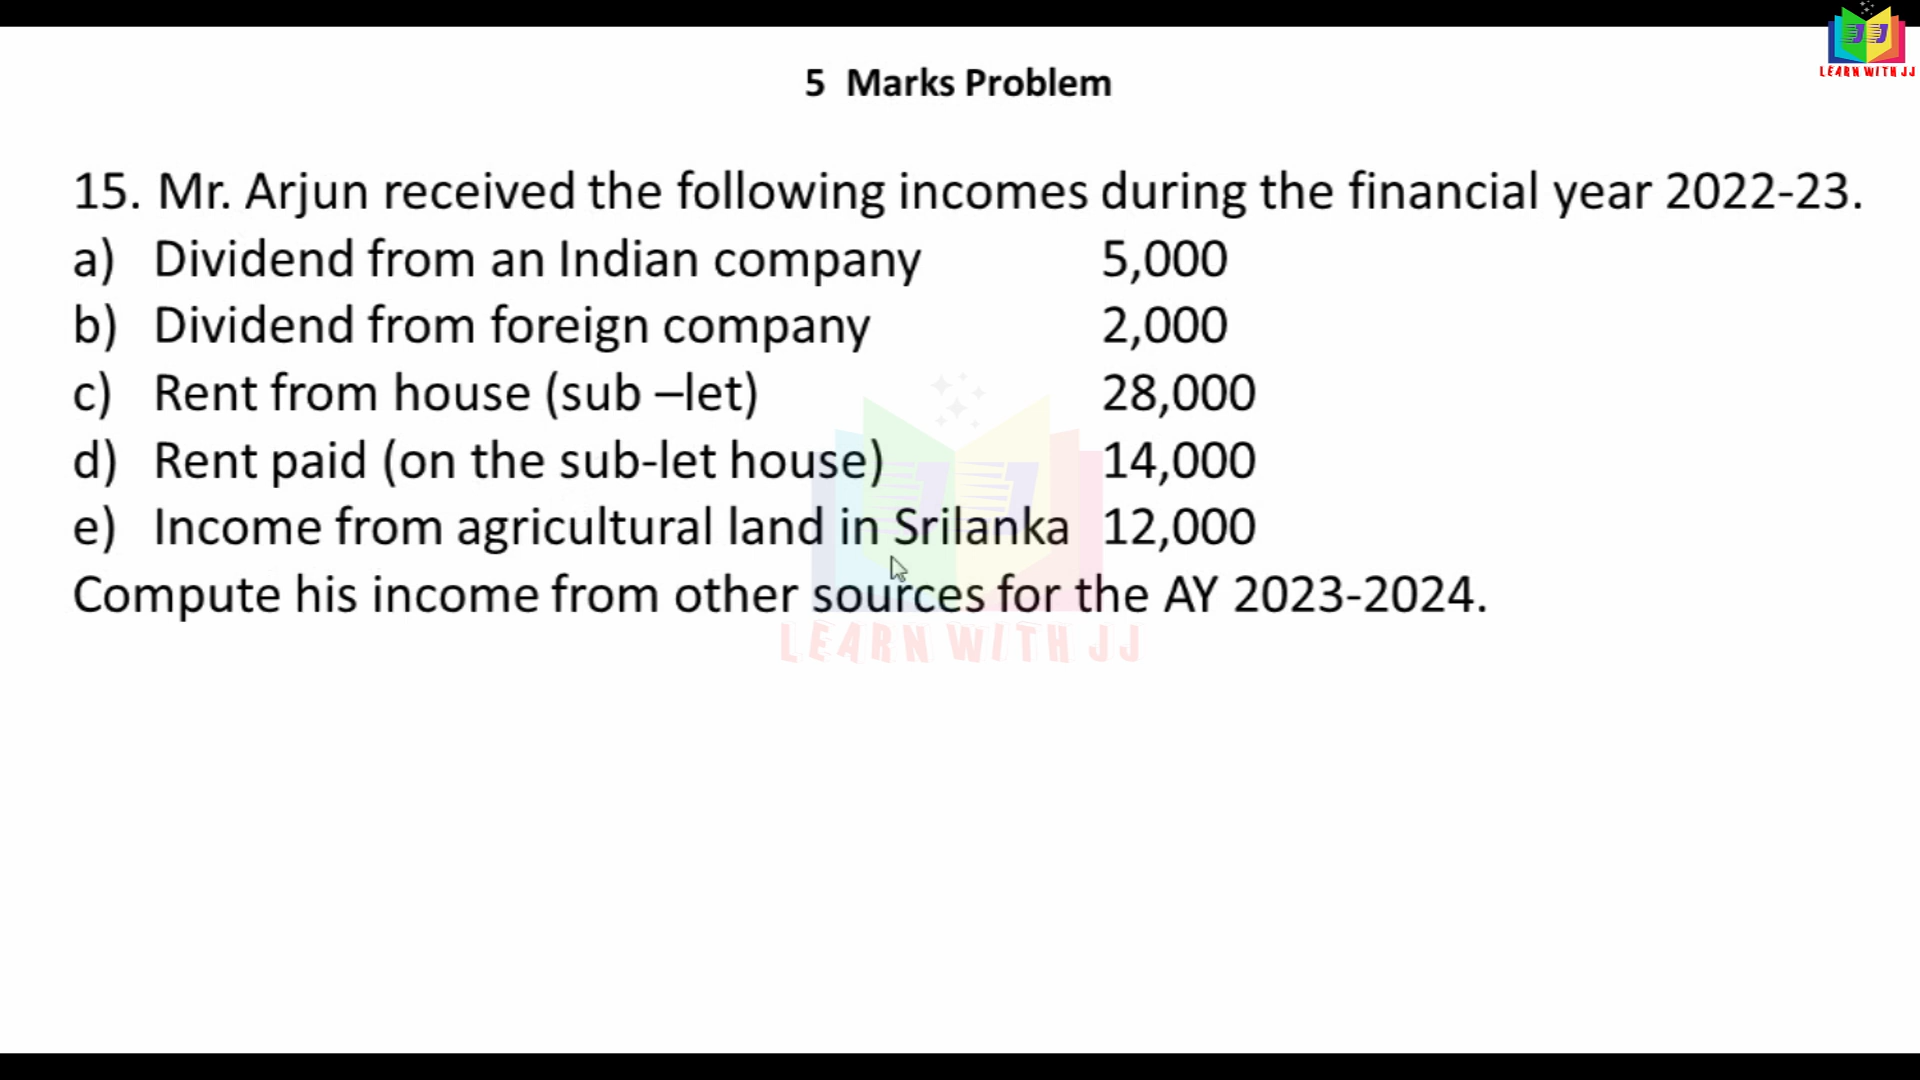 LEARN WITH JJ
5 Marks Problem
15. Mr. Arjun received the following incomes during the financial year 2022-23.
a) Dividend from an Indian company 5,000
b) Dividend from foreign company 2,000
c) Rent from house (sub –let) 28,000
d) Rent paid (on the sub-let house) 14,000
e) Income from agricultural land in Srilanka 12,000
Compute his income from other sources for the AY 2023-2024.
JJ
LEARN WITH JJ